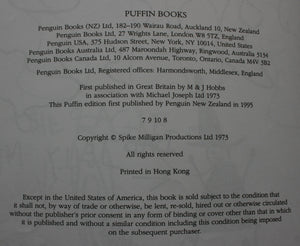 PUFFIN BOOKS
Penguin Books (NZ) Ltd, 182-190 Wairau Road, Auckland 10, New Zealand
Penguin Books Ltd, 27 Wrights Lane, London W8 5TZ, England
Penguin USA, 375 Hudson Street, New York, NY 10014, United States
Penguin Books Australia Ltd, 487 Maroondah Highway, Ringwood, Australia 3134
Penguin Books Canada Ltd, 10 Alcorn Avenue, Toronto, Ontario, Canada M4V 3B2
Penguin Books Ltd, Registered Offices: Harmondsworth, Middlesex, England
First published in Great Britain by M & J Hobbs
in association with Michael Joseph Ltd 1973
This Puffin edition first published by Penguin New Zealand in 1995
7 9 10 8
Copyright © Spike Milligan Productions Ltd 1973
All rights reserved
Printed in Hong Kong
Except in the United States of America, this book is sold subject to the condition that
it shall not, by way of trade or otherwise, be lent, re-sold, hired out or otherwise circulated
without the publisher's prior consent in any form of binding or cover other than that in which
it is published and without a similar condition including this condition being imposed
on the subsequent purchaser.